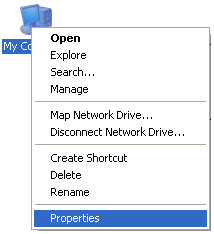 My Co
Open
Explore
Search...
Manage
Map Network Drive...
Disconnect Network Drive...
Create Shortcut
Delete
Rename
Properties